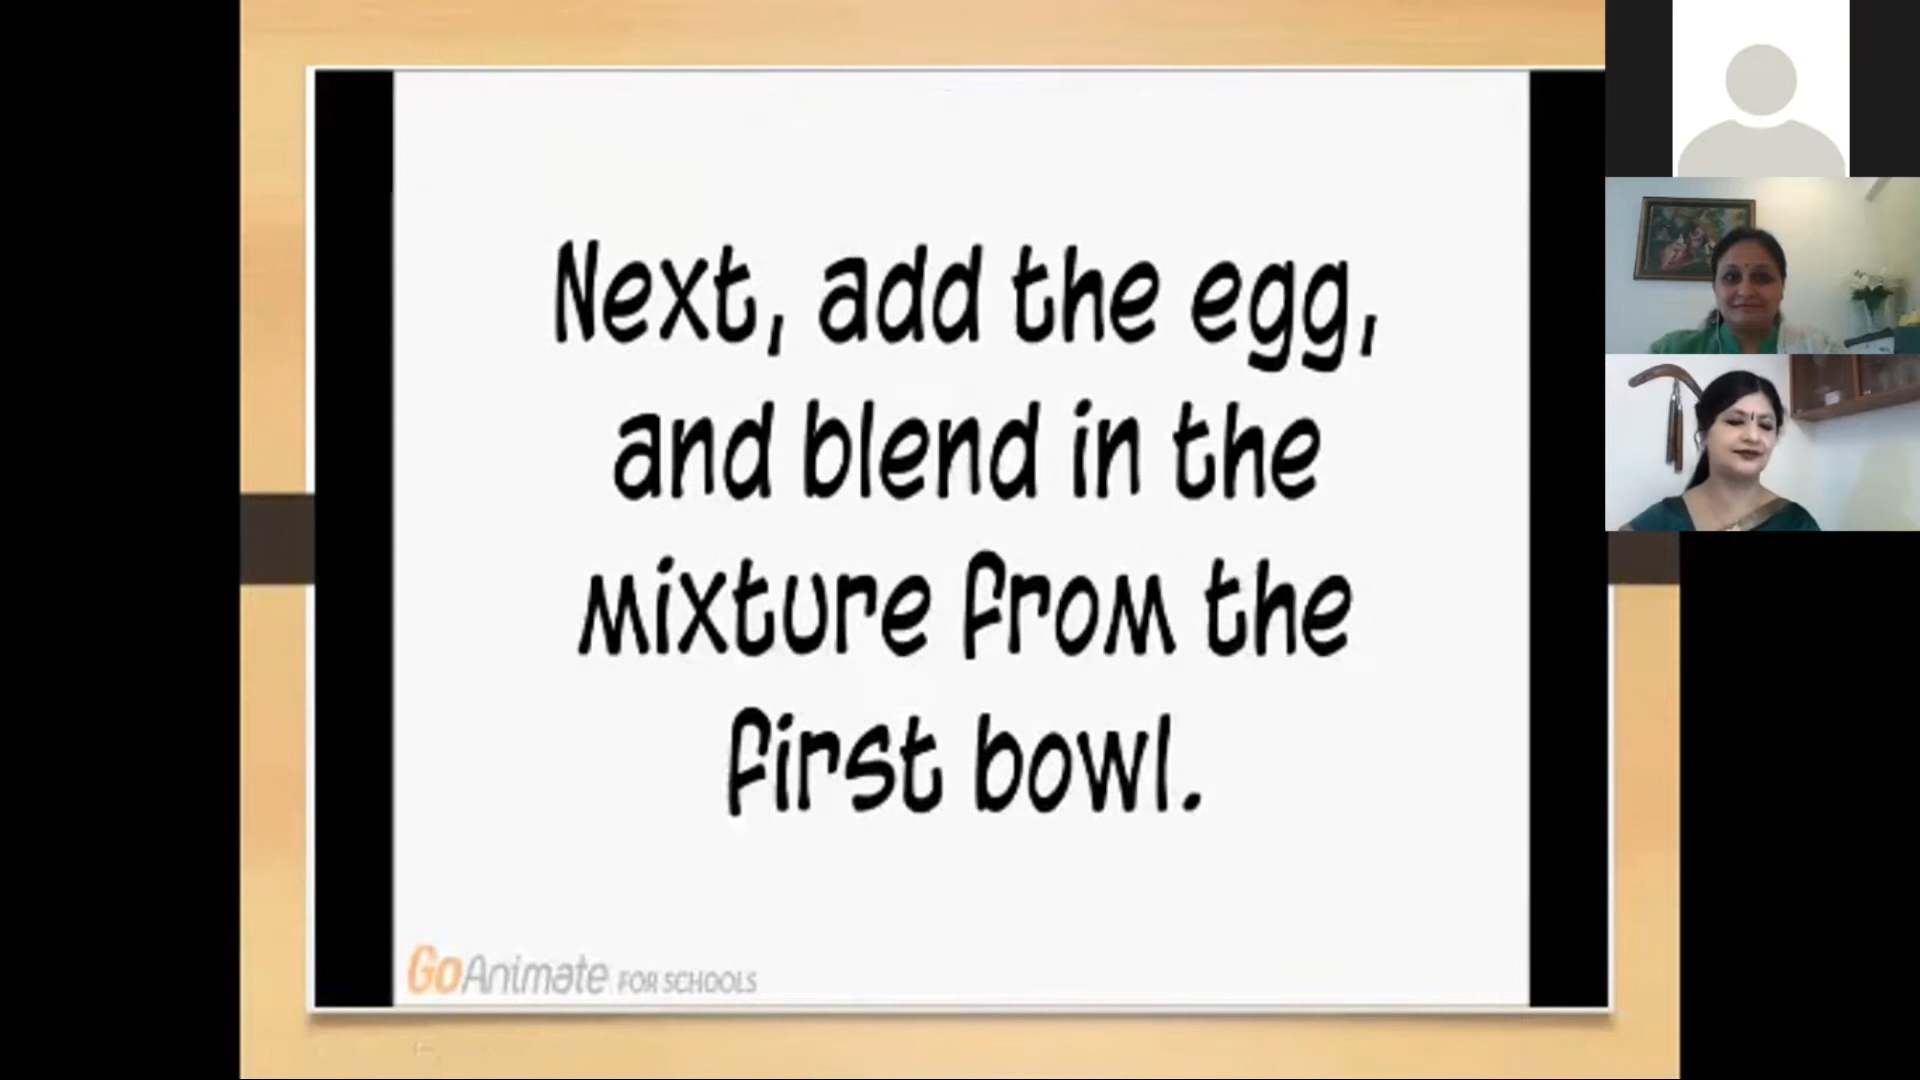 Next, add the egg,
and blend in the
mixture from the
first bowl.
GoAnimate FOR SCHOOLS